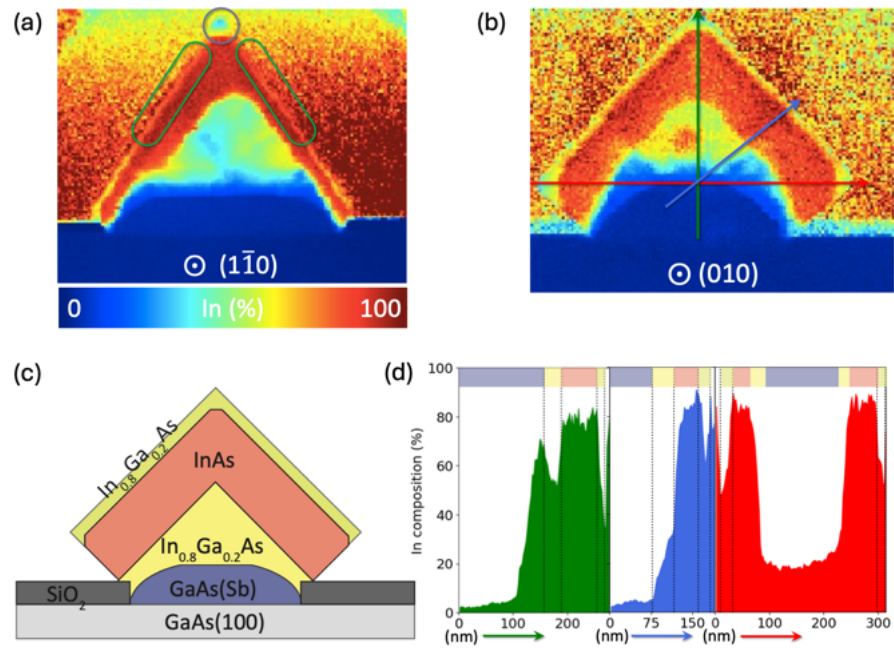 (a)
(b)
⊙ (11̅0)
⊙ (010)
0 In (%) 100
(c)
(d)
In₀.₈Ga₀.₂As
InAs
In₀.₈Ga₀.₂As
SiO₂
GaAs(Sb)
GaAs(100)
In composition (%)
100
80
60
40
20
0
0 100 200 0 75 150 0 100 200 300
(nm) (nm) (nm)